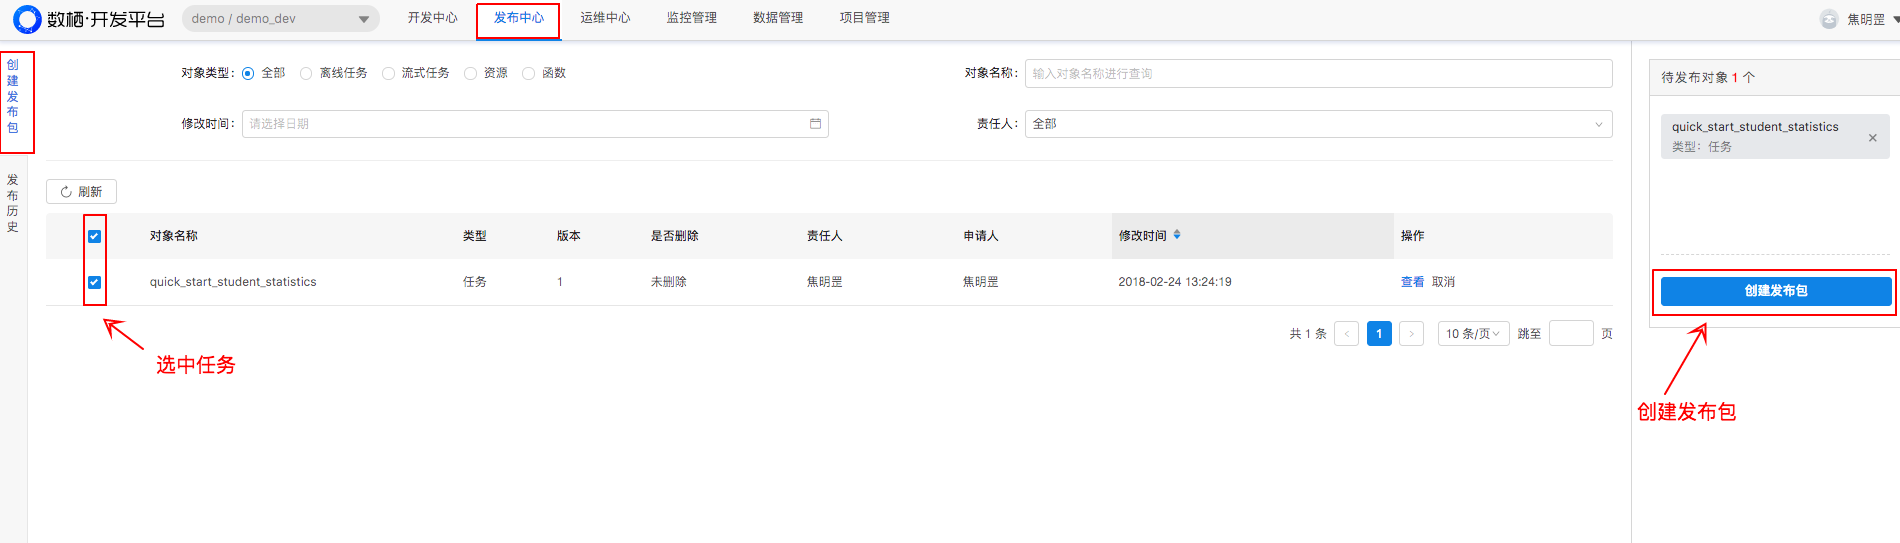 数栖·开发平台 demo / demo_dev 开发中心 发布中心 运维中心 监控管理 数据管理 项目管理 焦明罡
创建发布包
发布历史
对象类型: 全部 离线任务 流式任务 资源 函数
对象名称: 输入对象名称进行查询
修改时间: 请选择日期
责任人: 全部
刷新
对象名称 类型 版本 是否删除 责任人 申请人 修改时间 操作
quick_start_student_statistics 任务 1 未删除 焦明罡 焦明罡 2018-02-24 13:24:19 查看 取消
共 1 条 < 1 > 10 条/页 跳至 页
选中任务
待发布对象 1 个
quick_start_student_statistics
类型: 任务
创建发布包
创建发布包